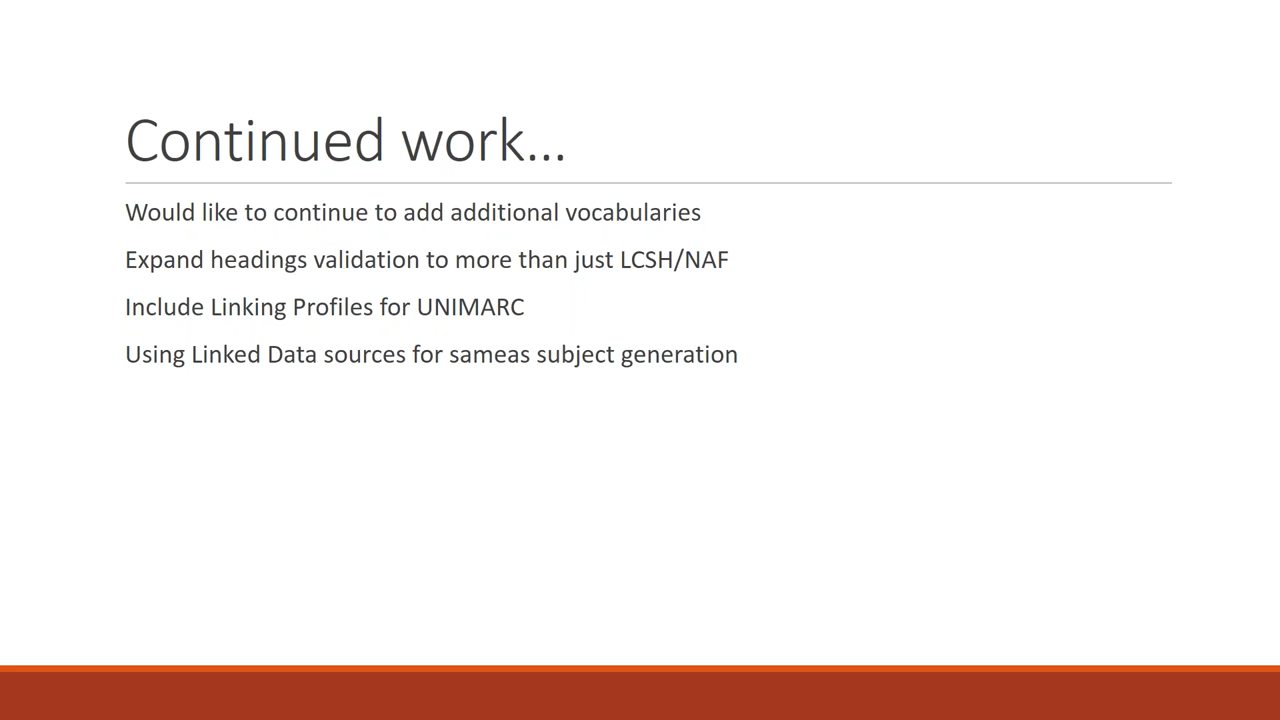 Continued work...
Would like to continue to add additional vocabularies
Expand headings validation to more than just LCSH/NAF
Include Linking Profiles for UNIMARC
Using Linked Data sources for sameas subject generation